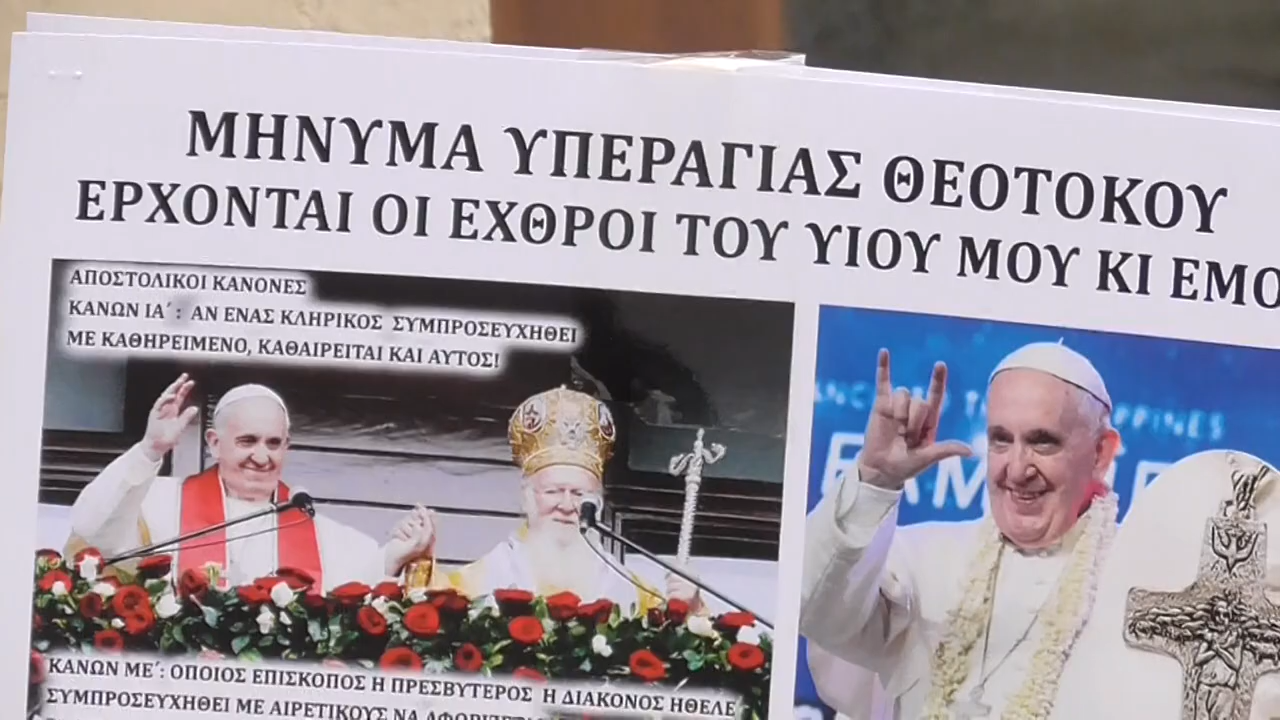 ΜΗΝΥΜΑ ΥΠΕΡΑΓΙΑΣ ΘΕΟΤΟΚΟΥ
ΕΡΧΟΝΤΑΙ ΟΙ ΕΧΘΡΟΙ ΤΟΥ ΥΙΟΥ ΜΟΥ ΚΙ ΕΜΟ
ΑΠΟΣΤΟΛΙΚΟΙ ΚΑΝΟΝΕΣ
ΚΑΝΩΝ ΙΑ΄ : ΑΝ ΕΝΑΣ ΚΛΗΡΙΚΟΣ ΣΥΜΠΡΟΣΕΥΧΗΘΕΙ
ΜΕ ΚΑΘΗΡΕΙΜΕΝΟ, ΚΑΘΑΙΡΕΙΤΑΙ ΚΑΙ ΑΥΤΟΣ!
ΚΑΝΩΝ ΜΕ΄: ΟΠΟΙΟΣ ΕΠΙΣΚΟΠΟΣ Η ΠΡΕΣΒΥΤΕΡΟΣ Η ΔΙΑΚΟΝΟΣ ΗΘΕΛΕ
ΣΥΜΠΡΟΣΕΥΧΗΘΕΙ ΜΕ ΑΙΡΕΤΙΚΟΥΣ ΝΑ